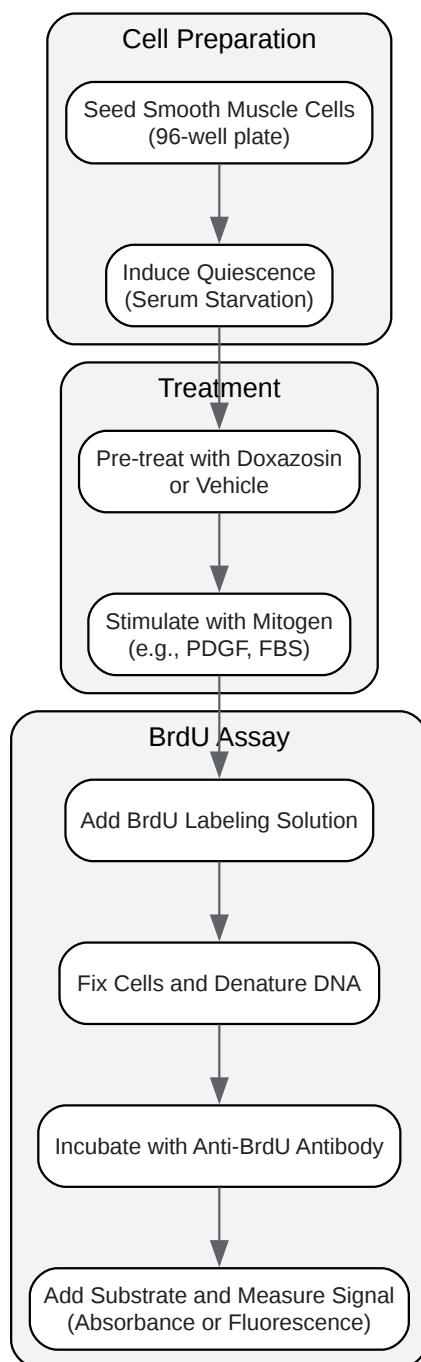 Cell Preparation
Seed Smooth Muscle Cells
(96-well plate)
Induce Quiescence
(Serum Starvation)
Treatment
Pre-treat with Doxazosin
or Vehicle
Stimulate with Mitogen
(e.g., PDGF, FBS)
BrdU Assay
Add BrdU Labeling Solution
Fix Cells and Denature DNA
Incubate with Anti-BrdU Antibody
Add Substrate and Measure Signal
(Absorbance or Fluorescence)